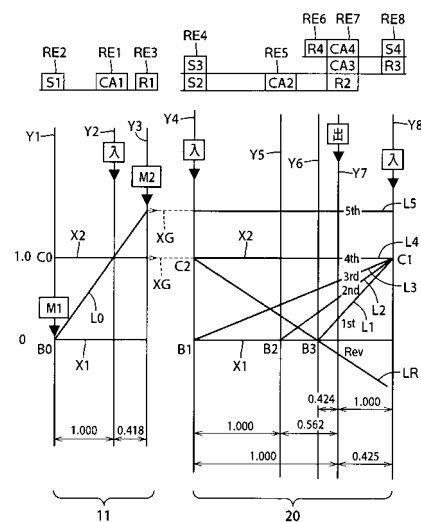 RE6 RE7
RE4 R4 CA4 RE8
RE2 RE1 RE3 S3 RE5 CA3 S4
S1 CA1 R1 S2 CA2 R2 R3
Y1 Y2 Y3 Y4 Y5 Y6 出 Y7 Y8
入 入 入
M2
5th L5
XG
X2 X2 4th L4
1.0 C0 C2 C1
XG 3rd L3
2nd L2
M1 L0 1st L1
0 B0 X1 B1 X1 B2 B3 Rev
LR
0.424 1.000
1.000 0.418 1.000 0.562
1.000 0.425
11 20